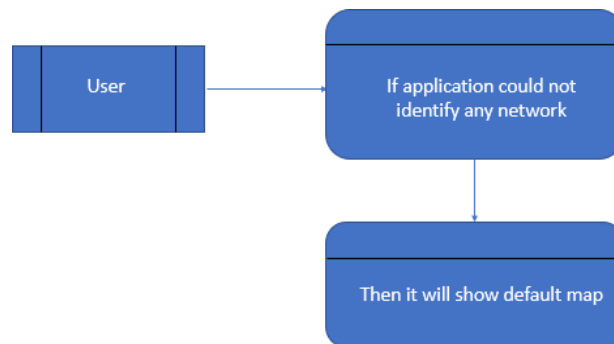 User
If application could not
identify any network
Then it will show default map